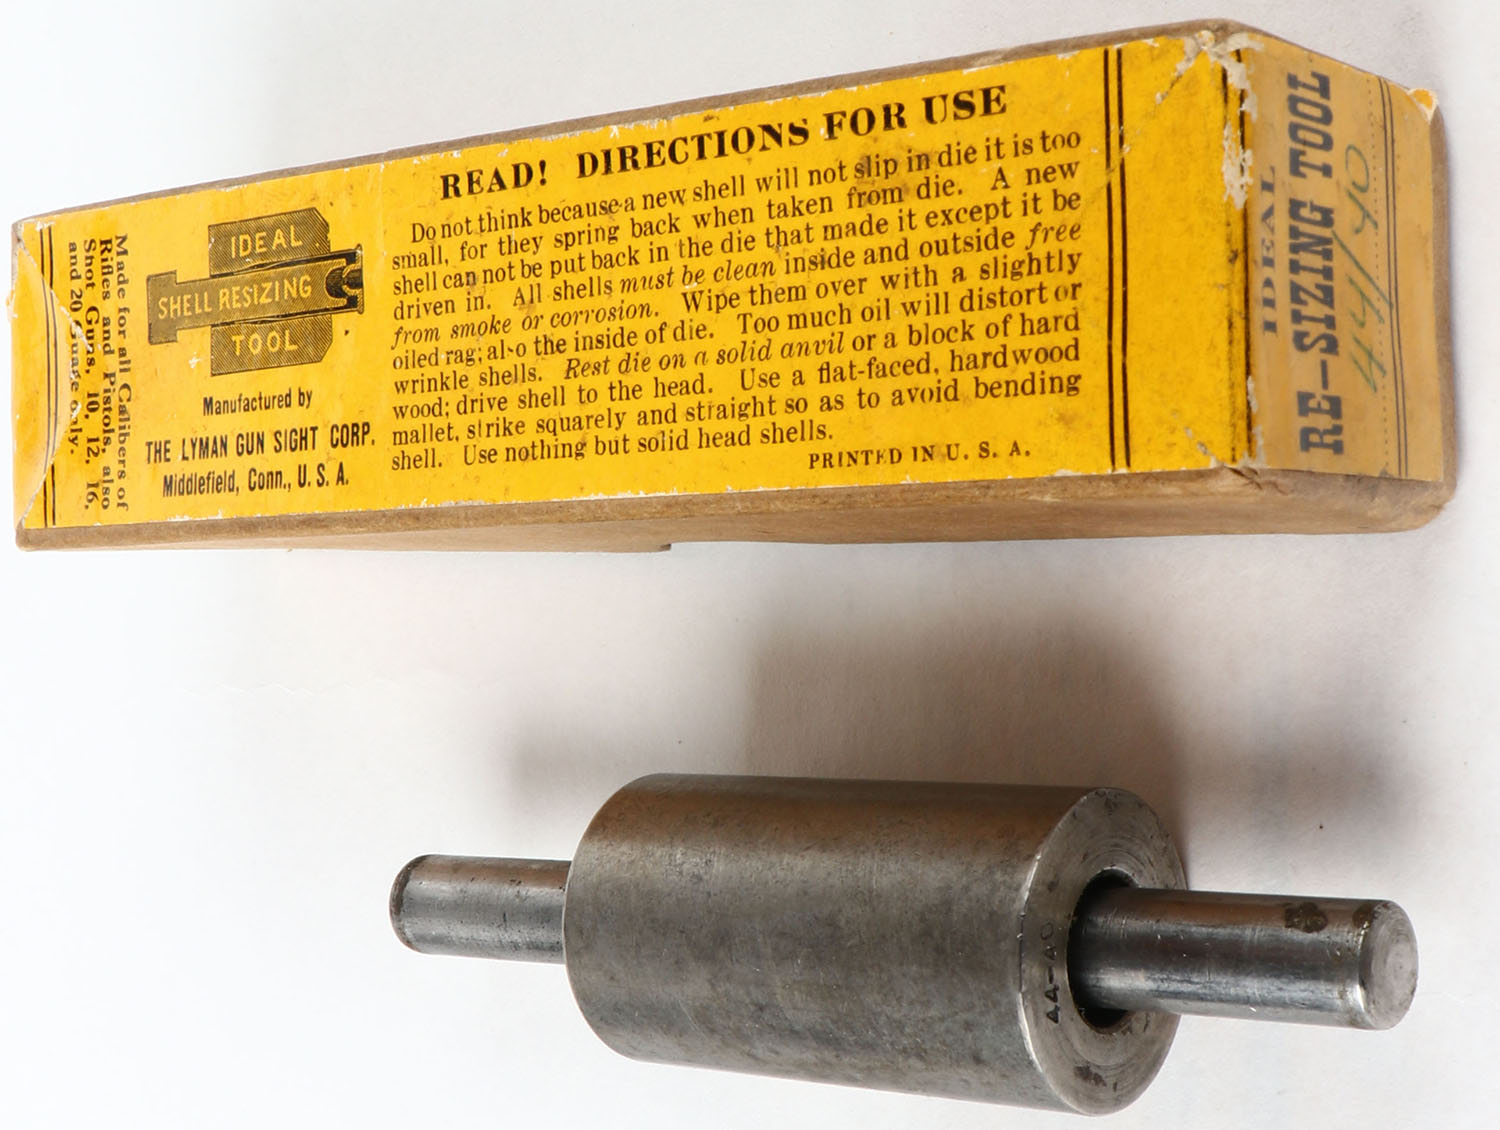 READ! DIRECTIONS FOR USE
Do not think because a new shell will not slip in die it is too
small, for they spring back when taken from die. A new
shell can not be put back in the die that made it except it be
driven in. All shells must be clean inside and outside free
from smoke or corrosion. Wipe them over with a slightly
oiled rag; also the inside of die. Too much oil will distort or
wrinkle shells. Rest die on a solid anvil or a block of hard
wood; drive shell to the head. Use a flat-faced, hard wood
mallet, strike squarely and straight so as to avoid bending
shell. Use nothing but solid head shells.
PRINTED IN U. S. A.
IDEAL
SHELL RESIZING
TOOL
Manufactured by
THE LYMAN GUN SIGHT CORP.
Middlefield, Conn., U. S. A.
Made for all Calibers of
Rifles and Pistols, also
Shot Guns, 10, 12, 16,
and 20 Guage only.
IDEAL
RE-SIZING TOOL
44/40
44-40